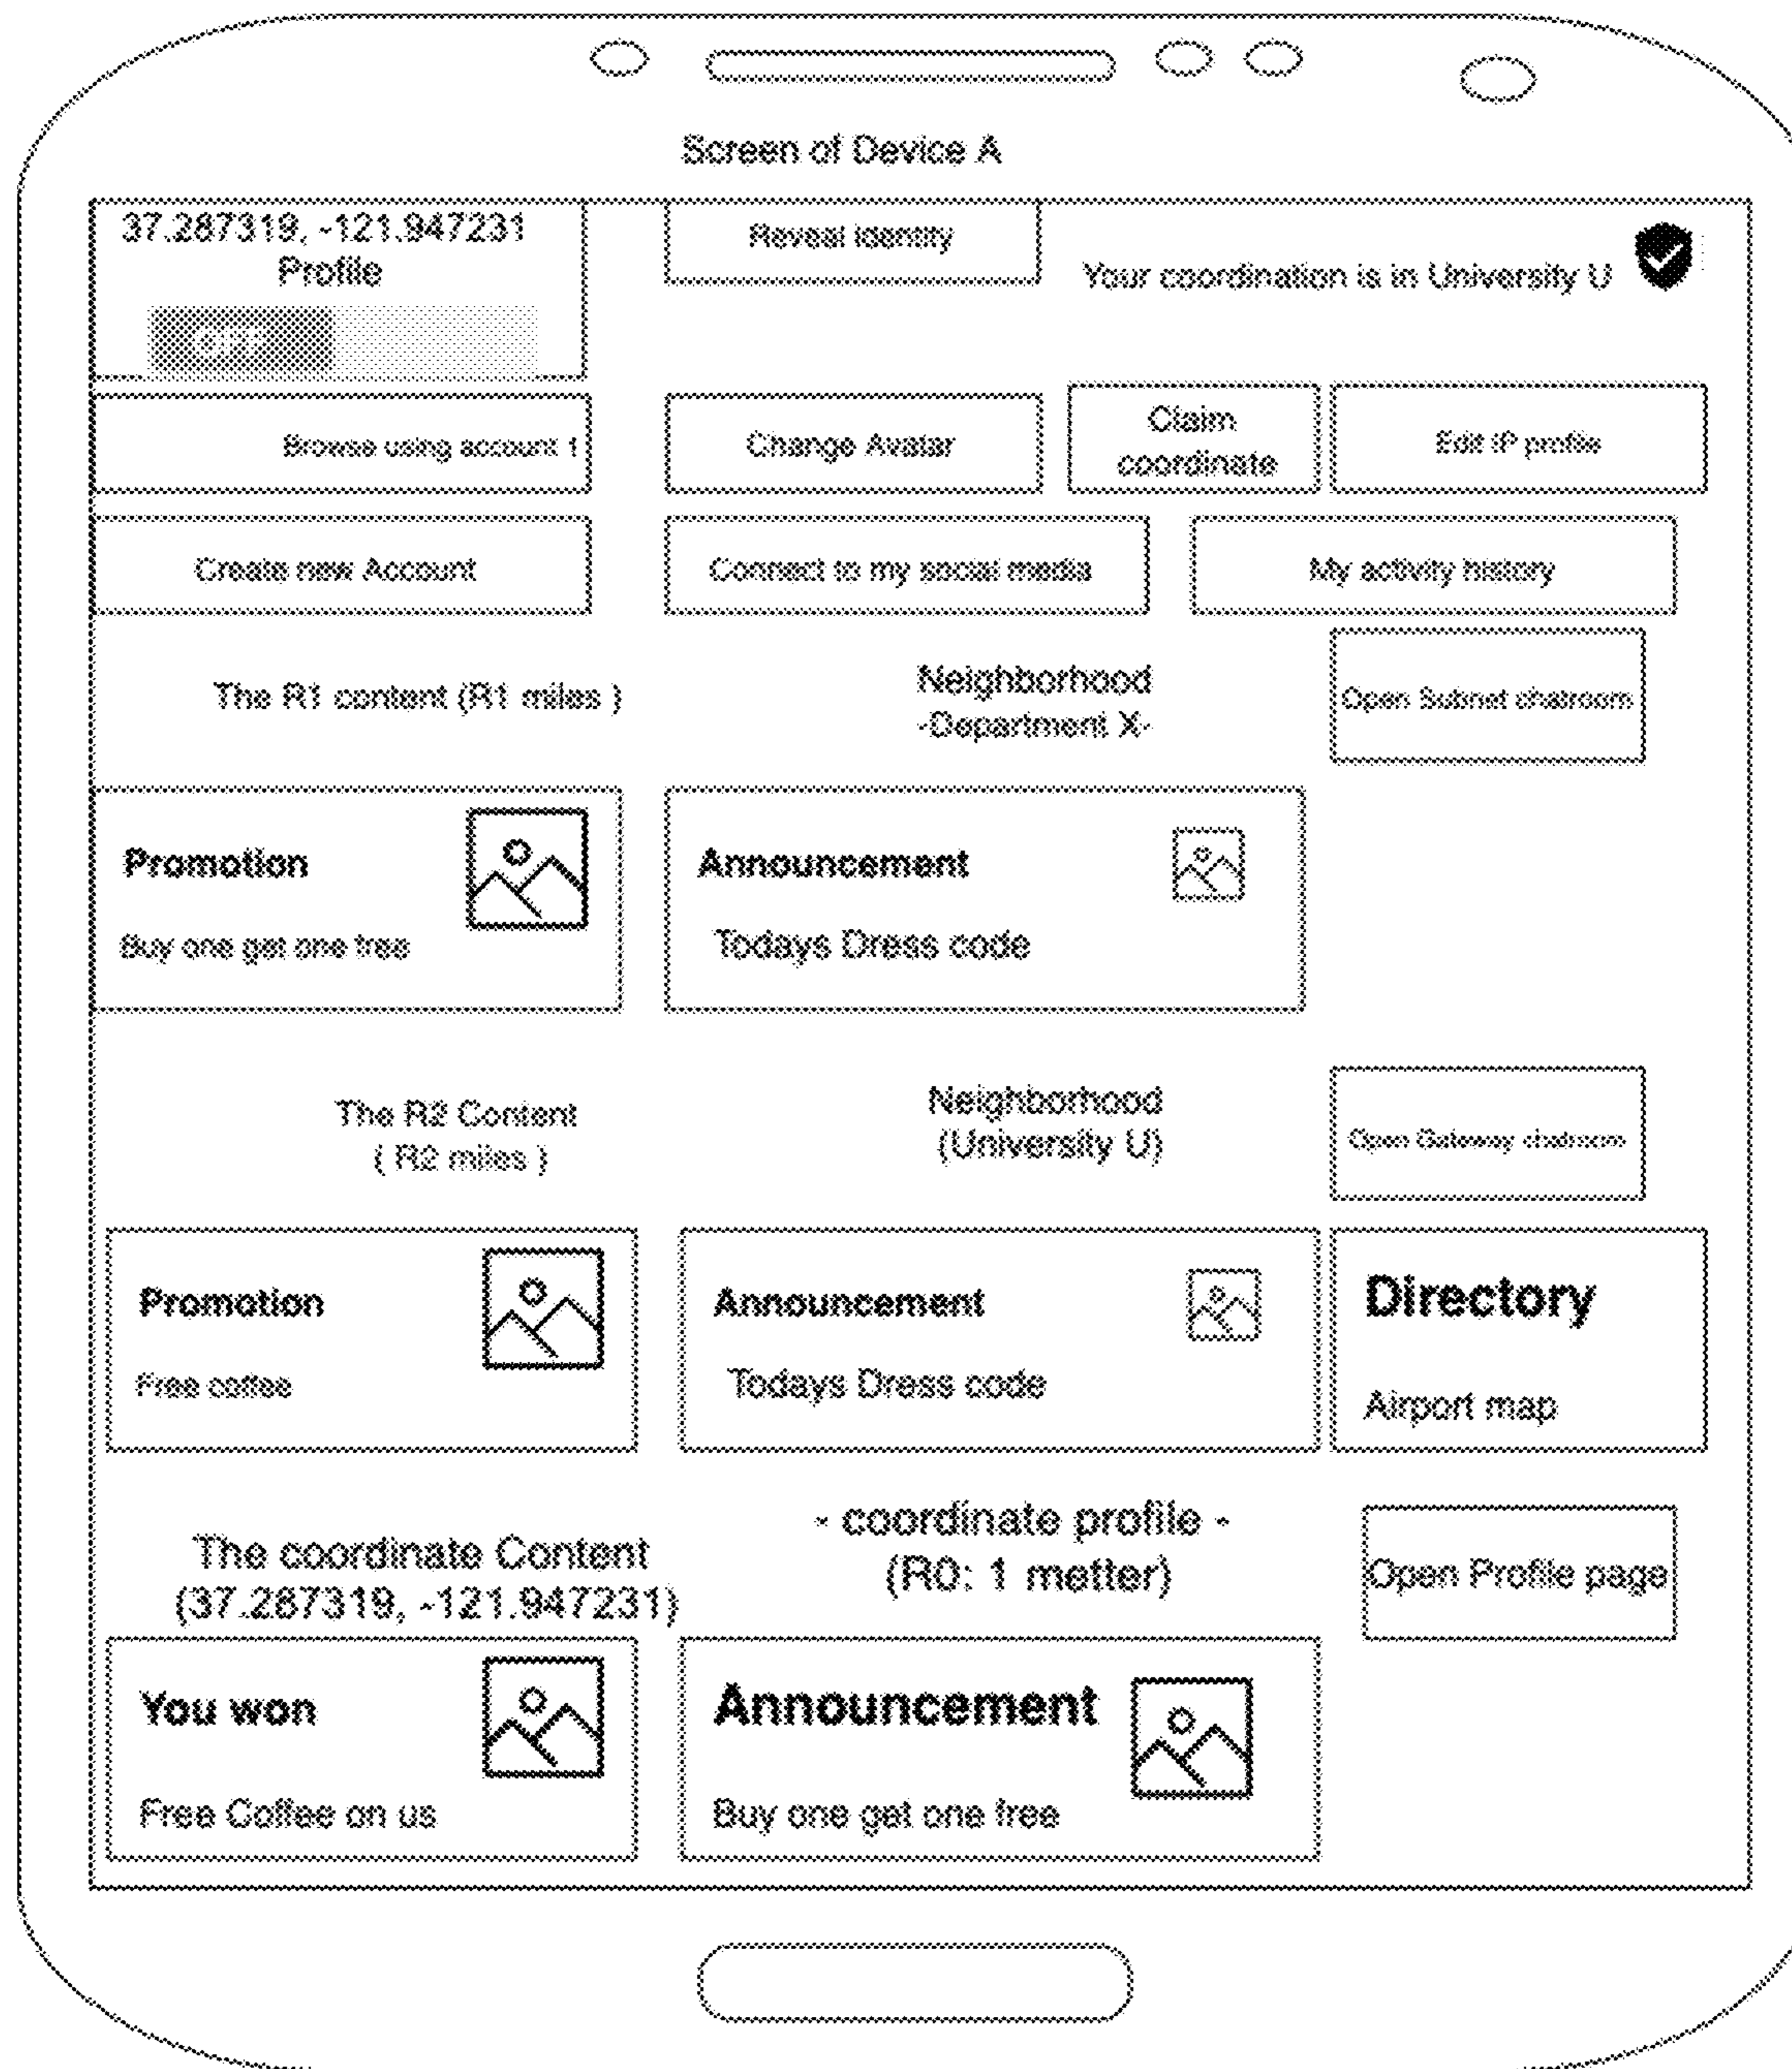 Screen of Device A
37.287319, -121.947231
Profile
OFF
Reveal identity
Your coordination is in University U
Browse using account 1
Change Avatar
Claim
coordinate
Edit IP profile
Create new Account
Connect to my social media
My activity history
The R1 content (R1 miles )
Neighborhood
-Department X-
Open Subnet chatroom
Promotion
Buy one get one free
Announcement
Todays Dress code
The R2 Content
( R2 miles )
Neighborhood
(University U)
Open Gateway chatroom
Promotion
Free coffee
Announcement
Todays Dress code
Directory
Airport map
The coordinate Content
(37.287319, -121.947231)
- coordinate profile -
(R0: 1 metter)
Open Profile page
You won
Free Coffee on us
Announcement
Buy one get one free